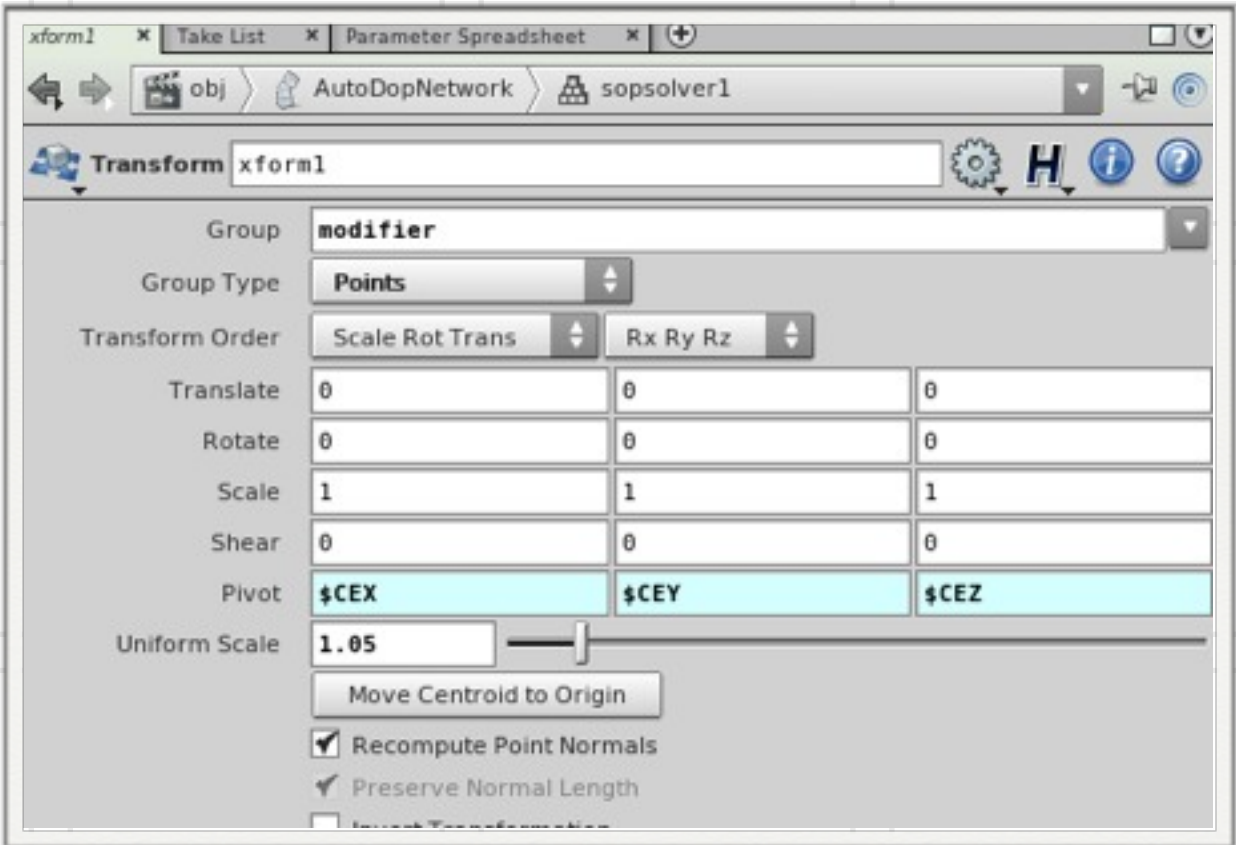 xform1 Take List Parameter Spreadsheet
obj AutoDopNetwork sopsolver1
Transform xform1
Group modifier
Group Type Points
Transform Order Scale Rot Trans Rx Ry Rz
Translate 0 0 0
Rotate 0 0 0
Scale 1 1 1
Shear 0 0 0
Pivot $CEX $CEY $CEZ
Uniform Scale 1.05
Move Centroid to Origin
Recompute Point Normals
Preserve Normal Length
Invert Transformation